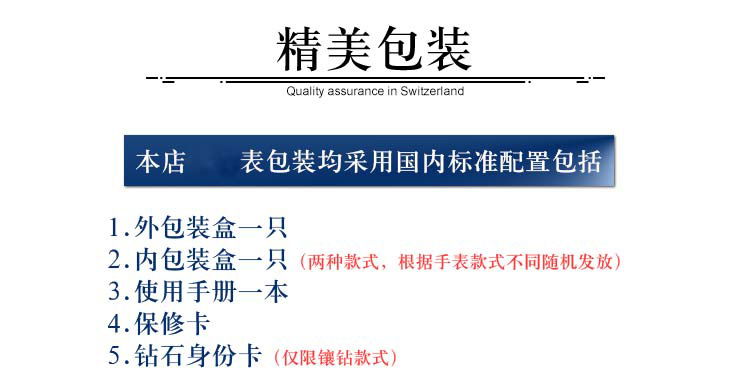 精美包装
Quality assurance in Switzerland
本店 表包装均采用国内标准配置包括
1.外包装盒一只
2.内包装盒一只（两种款式，根据手表款式不同随机发放）
3.使用手册一本
4.保修卡
5.钻石身份卡（仅限镶钻款式）